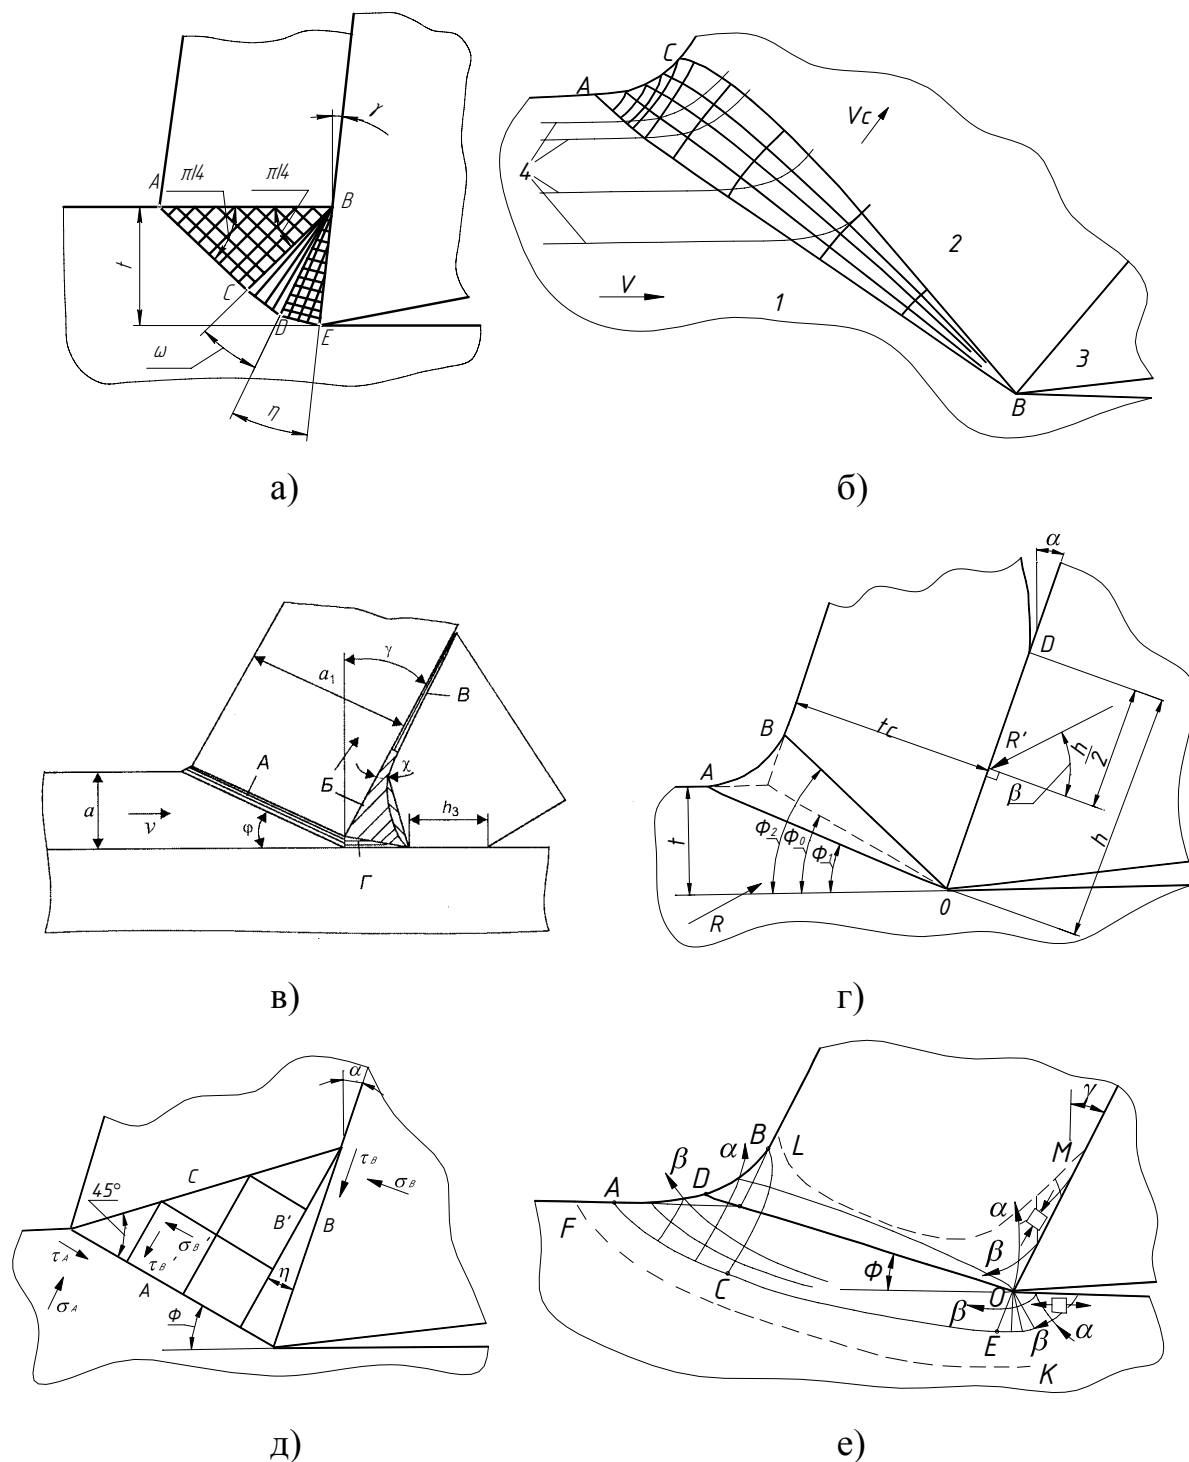 γ
A π/4 π/4 B
t
C
D E
ω
η
а)
C
A
Vc
4
2
V
1
3
B
б)
γ
a₁
В
А
Б χ
a
v
φ h₃
Г
в)
α
D
B tc
R' h/2
A β
t Φ₂ Φ₀ Φ₁ h
R O
г)
α
C τB
45° σB
B' B
τA σB'
τB'
A η
σA
Φ
д)
γ
B L M
β α
A D α
F
Φ β
C O
β
E β α
K
е)